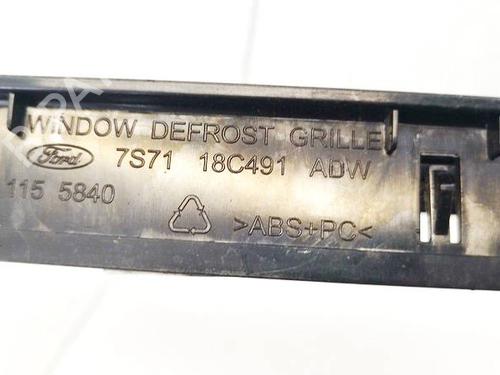 WINDOW DEFROST GRILLE
Ford 7S71 18C491 ADW
115 5840
>ABS+PC<